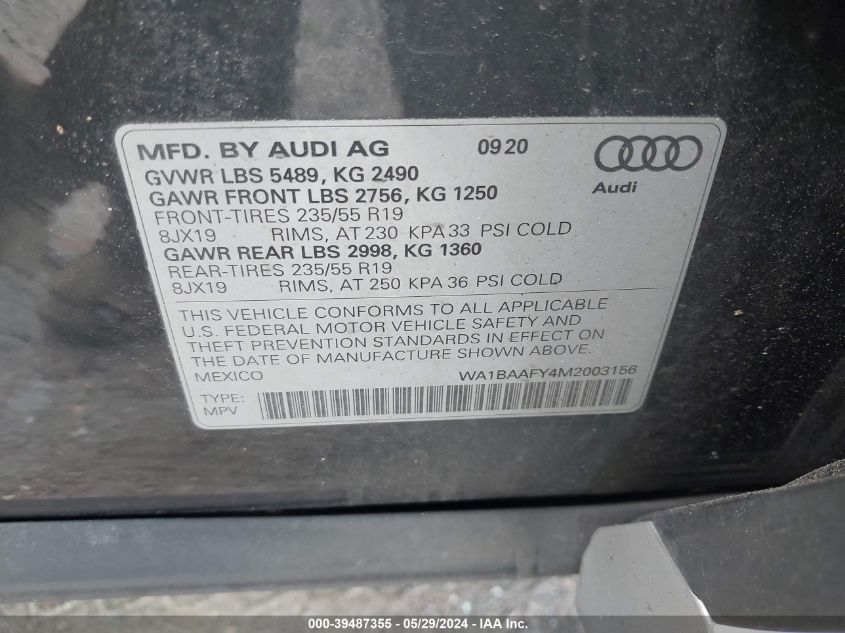 MFD. BY AUDI AG 09 20
GVWR LBS 5489, KG 2490
GAWR FRONT LBS 2756, KG 1250
Audi
FRONT-TIRES 235/55 R19
8JX19 RIMS, AT 230 KPA 33 PSI COLD
GAWR REAR LBS 2998, KG 1360
REAR-TIRES 235/55 R19
8JX19 RIMS, AT 250 KPA 36 PSI COLD
THIS VEHICLE CONFORMS TO ALL APPLICABLE
U.S. FEDERAL MOTOR VEHICLE SAFETY AND
THEFT PREVENTION STANDARDS IN EFFECT ON
THE DATE OF MANUFACTURE SHOWN ABOVE.
MEXICO WA1BAAFY4M2003156
TYPE:
MPV
000-39487355 - 05/29/2024 - IAA Inc.